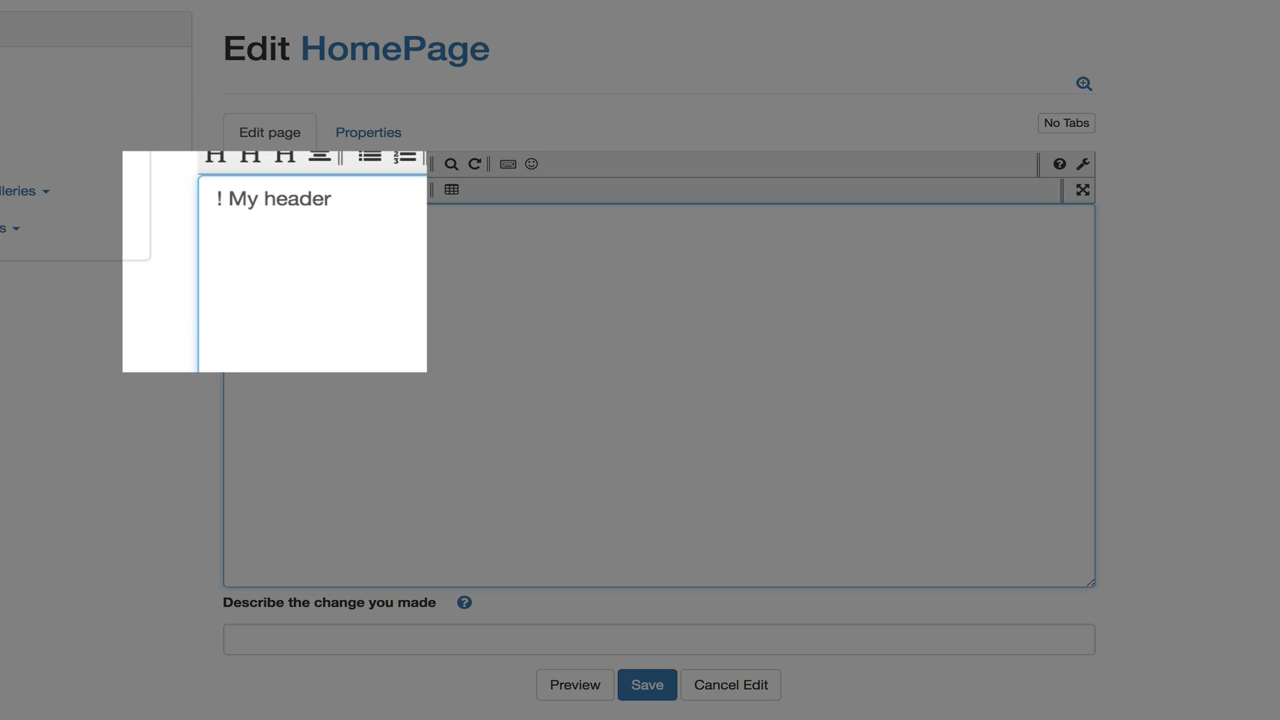 Edit HomePage
No Tabs
Edit page
Properties
H H H
lleries
s
! My header
Describe the change you made
Preview
Save
Cancel Edit